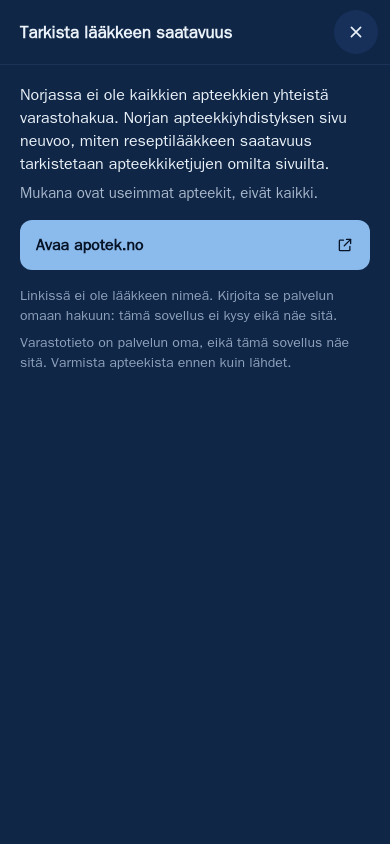 Tarkista lääkkeen saatavuus
Norjassa ei ole kaikkien apteekkien yhteistä
varastohakua. Norjan apteekkiyhdistyksen sivu
neuvoo, miten reseptilääkkeen saatavuus
tarkistetaan apteekkiketjujen omilta sivuilta.
Mukana ovat useimmat apteekit, eivät kaikki.
Avaa apotek.no
Linkissä ei ole lääkkeen nimeä. Kirjoita se palvelun
omaan hakuun: tämä sovellus ei kysy eikä näe sitä.
Varastotieto on palvelun oma, eikä tämä sovellus näe
sitä. Varmista apteekista ennen kuin lähdet.